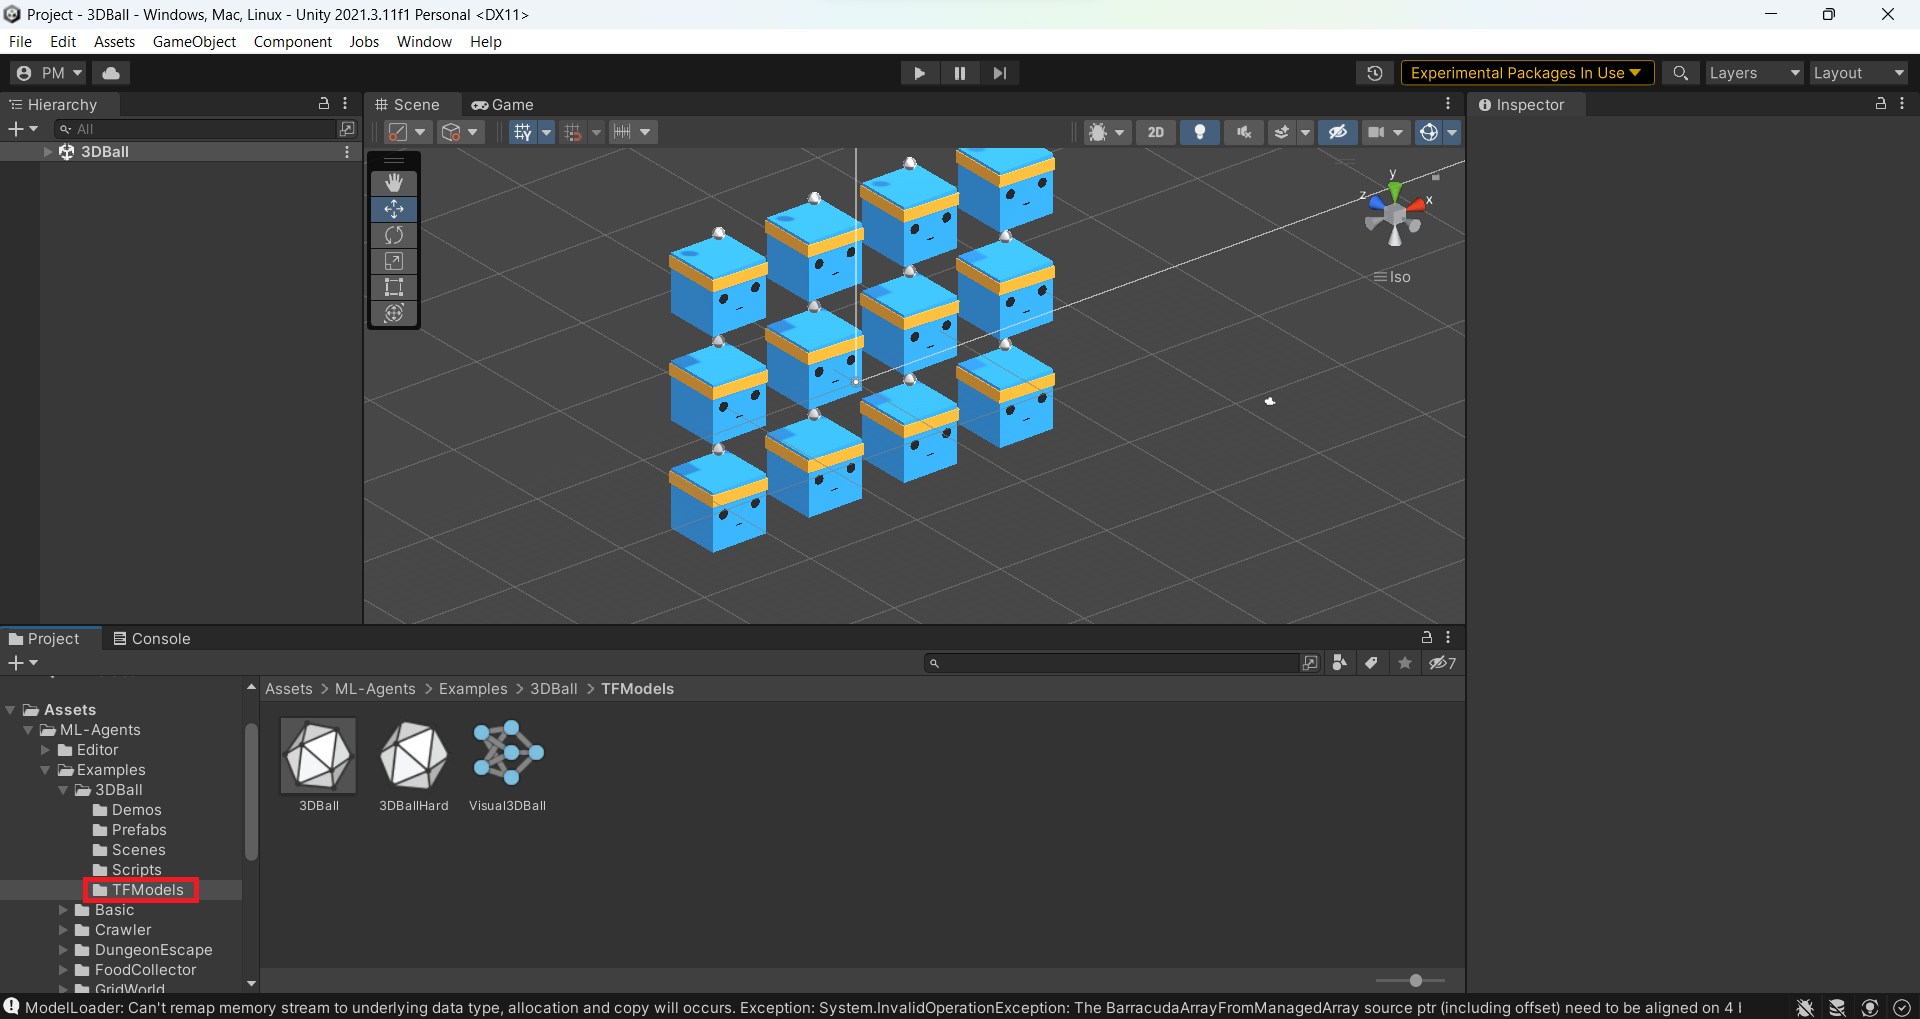 Project - 3DBall - Windows, Mac, Linux - Unity 2021.3.11f1 Personal <DX11>
File Edit Assets GameObject Component Jobs Window Help
PM Experimental Packages In Use Layers Layout
Hierarchy
All
3DBall
Scene Game
2D
y
z
x
Iso
Inspector
Project Console
7
Assets > ML-Agents > Examples > 3DBall > TFModels
Assets
ML-Agents
Editor
Examples
3DBall
Demos
Prefabs
Scenes
Scripts
TFModels
Basic
Crawler
DungeonEscape
FoodCollector
GridWorld
3DBall 3DBallHard Visual3DBall
ModelLoader: Can't remap memory stream to underlying data type, allocation and copy will occurs. Exception: System.InvalidOperationException: The BarracudaArrayFromManagedArray source ptr (including offset) need to be aligned on 4